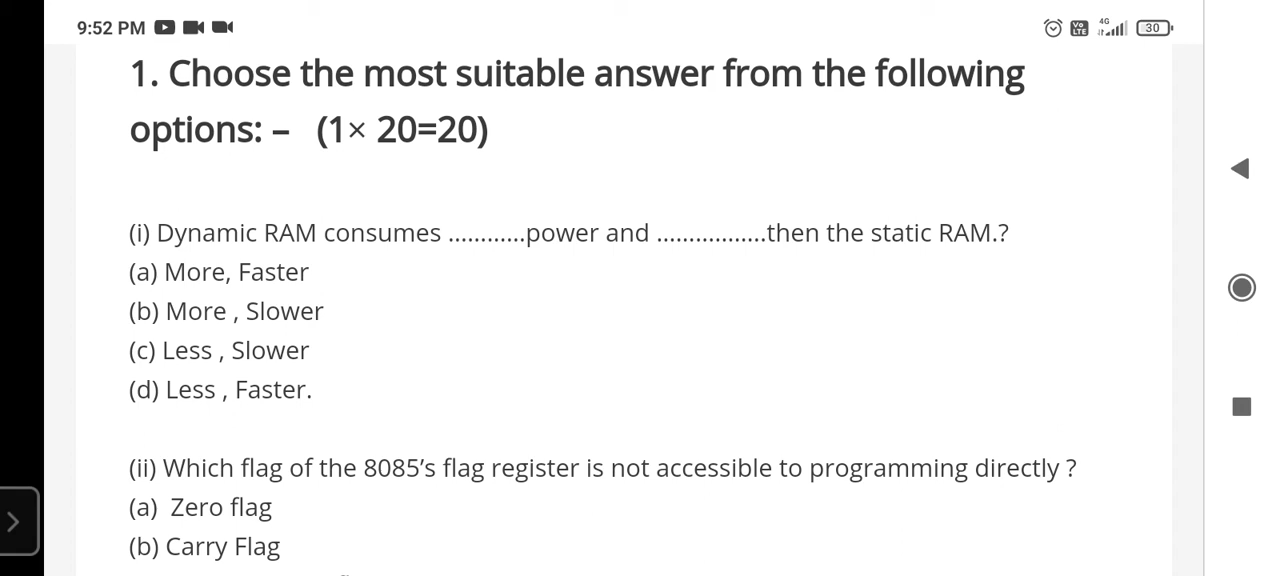 9:52 PM
4G
Vo LTE
30
1. Choose the most suitable answer from the following
options: – (1× 20=20)
(i) Dynamic RAM consumes ............power and .................then the static RAM.?
(a) More, Faster
(b) More , Slower
(c) Less , Slower
(d) Less , Faster.
(ii) Which flag of the 8085’s flag register is not accessible to programming directly ?
(a) Zero flag
(b) Carry Flag